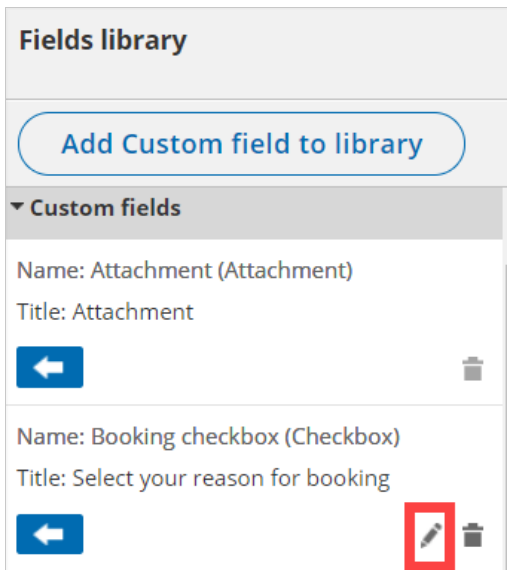 Fields library
Add Custom field to library
Custom fields
Name: Attachment (Attachment)
Title: Attachment
Name: Booking checkbox (Checkbox)
Title: Select your reason for booking